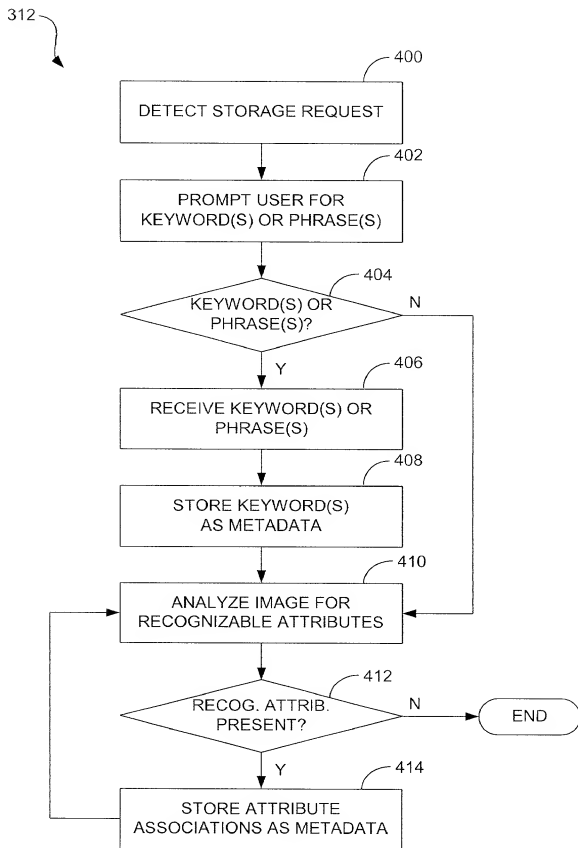 312
400
DETECT STORAGE REQUEST
402
PROMPT USER FOR
KEYWORD(S) OR PHRASE(S)
404
KEYWORD(S) OR
PHRASE(S)?
N
Y
406
RECEIVE KEYWORD(S) OR
PHRASE(S)
408
STORE KEYWORD(S)
AS METADATA
410
ANALYZE IMAGE FOR
RECOGNIZABLE ATTRIBUTES
412
RECOG. ATTRIB.
PRESENT?
N
END
Y
414
STORE ATTRIBUTE
ASSOCIATIONS AS METADATA